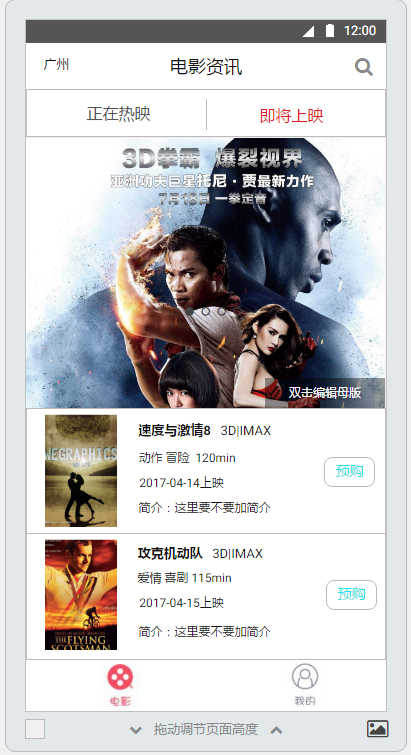 12:00
广州 电影资讯
正在热映 即将上映
3D拳霸 爆裂视界
亚洲功夫巨星托尼·贾最新力作
7月18日 一拳定音
双击编辑母版
速度与激情8 3D|IMAX
动作 冒险 120min
预购
2017-04-14上映
简介：这里要不要加简介
WEGRAPHICS
攻克机动队 3D|IMAX
爱情 喜剧 115min
预购
2017-04-15上映
简介：这里要不要加简介
THE FLYING
SCOTSMAN
电影 我的
拖动调节页面高度